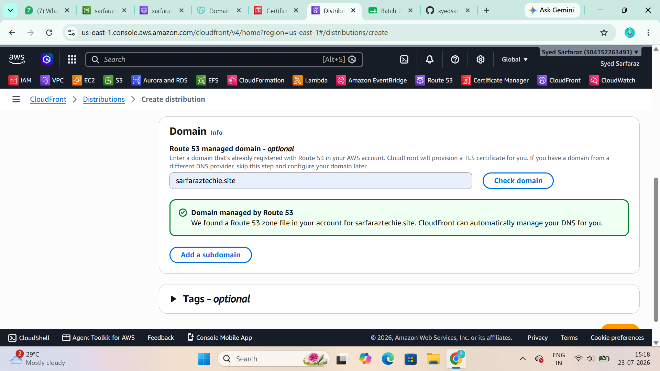 (7) Wha
sarfara
sarfara
Domain
Certific
Distrib
Batch
syedsa
Ask Gemini
us-east-1.console.aws.amazon.com/cloudfront/v4/home?region=us-east-1#/distributions/create
aws
Search
[Alt+S]
Global
Syed Sarfaraz (504152263491)
Syed Sarfaraz
IAM
VPC
EC2
S3
Aurora and RDS
EFS
CloudFormation
Lambda
Amazon EventBridge
Route 53
Certificate Manager
CloudFront
CloudWatch
CloudFront > Distributions > Create distribution
Domain Info
Route 53 managed domain - optional
Enter a domain that's already registered with Route 53 in your AWS account. CloudFront will provision a TLS certificate for you. If you have a domain from a
different DNS provider, skip this step and configure your domain later.
sarfaraztechie.site
Check domain
Domain managed by Route 53
We found a Route 53 zone file in your account for sarfaraztechie.site. CloudFront can automatically manage your DNS for you.
Add a subdomain
Tags - optional
CloudShell
Agent Toolkit for AWS
Feedback
Console Mobile App
© 2026, Amazon Web Services, Inc. or its affiliates.
Privacy
Terms
Cookie preferences
2
29°C
Mostly cloudy
Search
ENG
IN
15:18
23-07-2026